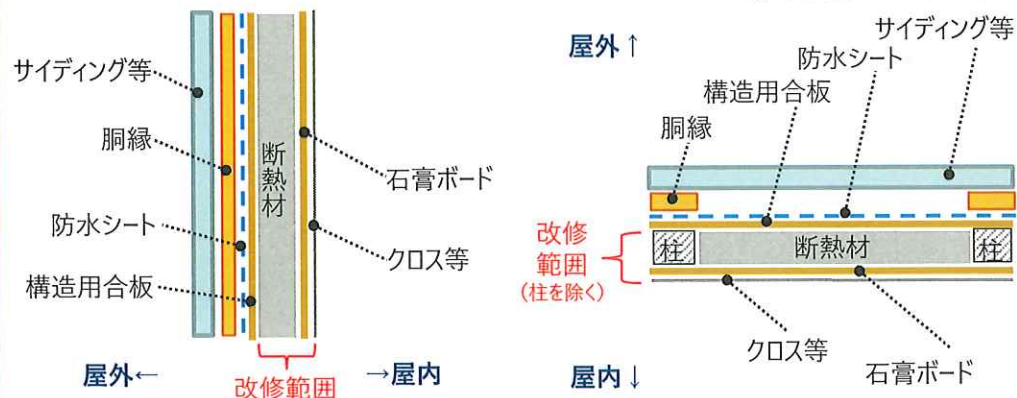 サイディング等
胴縁
防水シート
構造用合板
断熱材
石膏ボード
クロス等
屋外←
改修範囲
→屋内
屋外↑
サイディング等
防水シート
構造用合板
胴縁
改修
範囲
(柱を除く)
柱
断熱材
柱
クロス等
石膏ボード
屋内↓